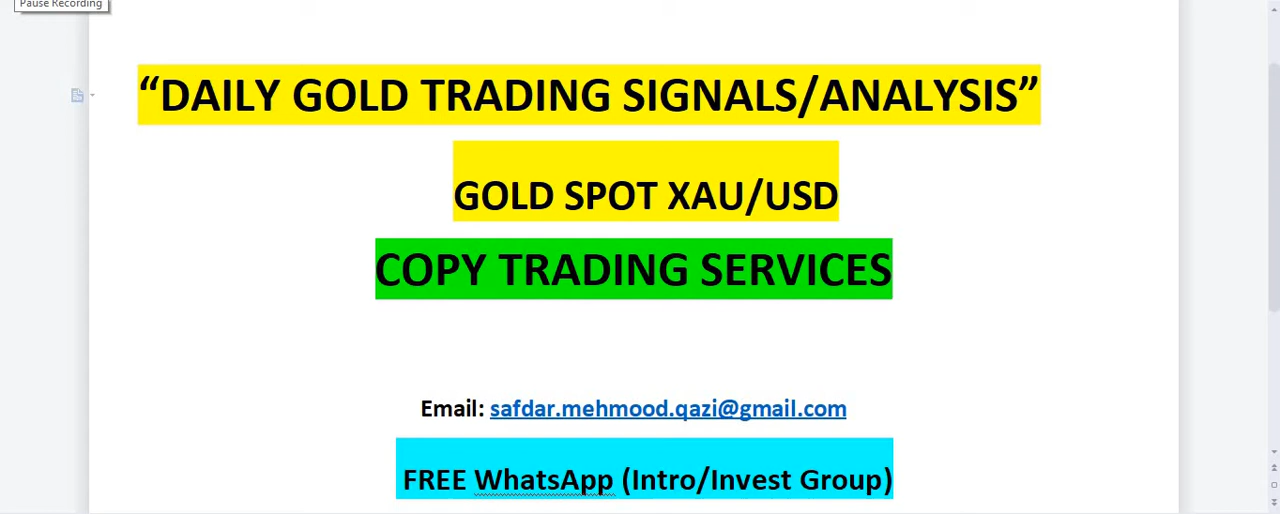 Pause Recording
“DAILY GOLD TRADING SIGNALS/ANALYSIS”
GOLD SPOT XAU/USD
COPY TRADING SERVICES
Email: safdar.mehmood.qazi@gmail.com
FREE WhatsApp (Intro/Invest Group)